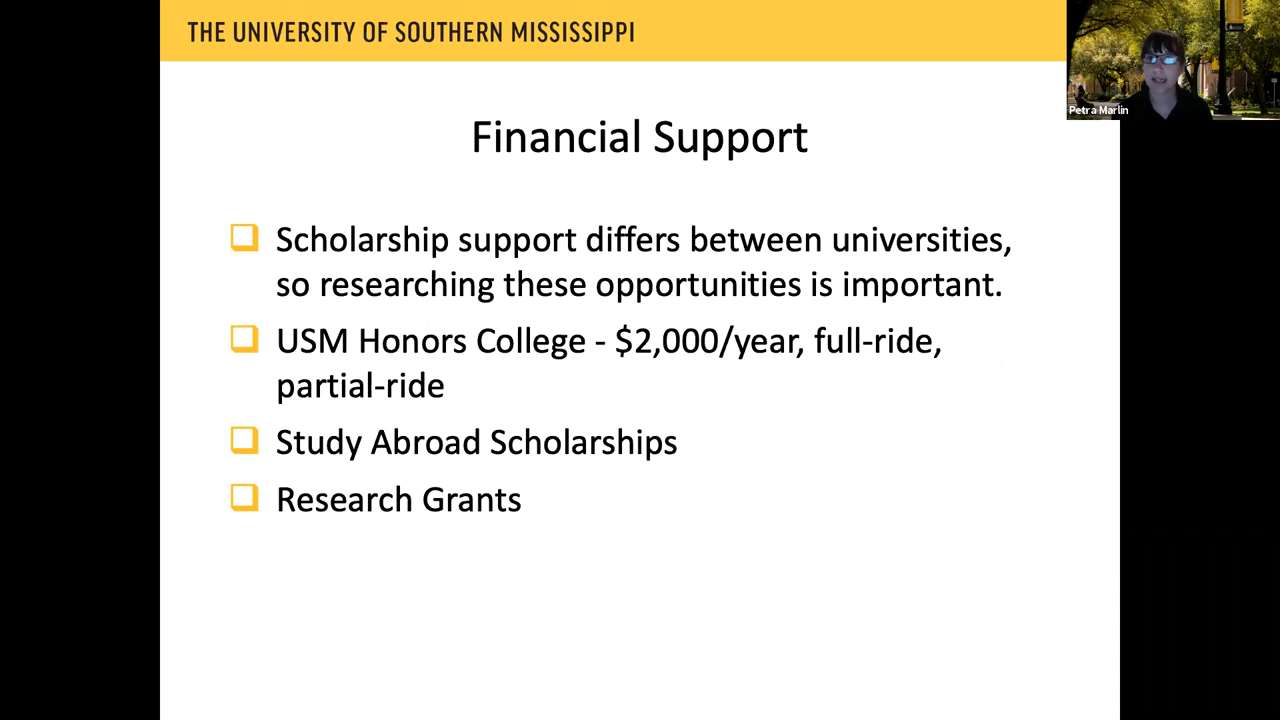 THE UNIVERSITY OF SOUTHERN MISSISSIPPI
Petra Marlin
Financial Support
Scholarship support differs between universities,
so researching these opportunities is important.
USM Honors College - $2,000/year, full-ride,
partial-ride
Study Abroad Scholarships
Research Grants